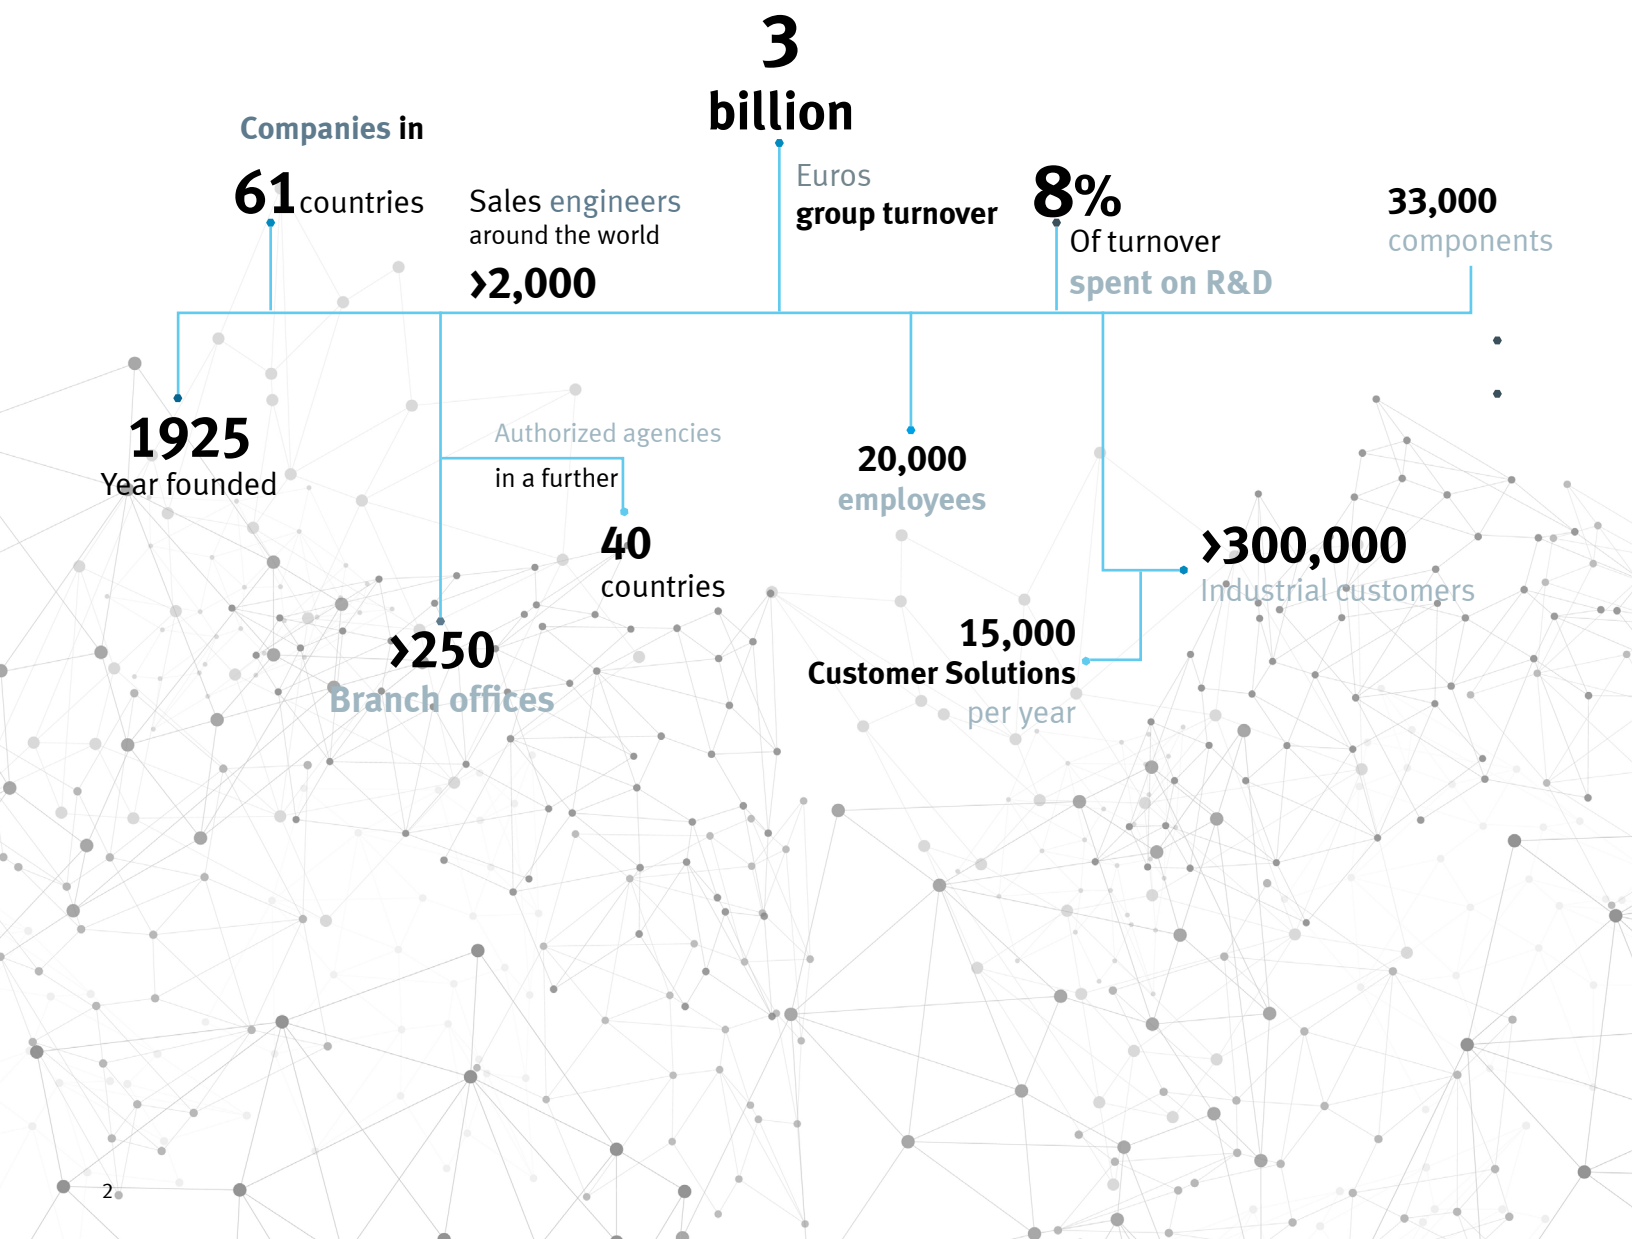 3
billion
Companies in
61 countries
Sales engineers
around the world
>2,000
Euros
group turnover
8%
Of turnover
spent on R&D
33,000
components
1925
Year founded
Authorized agencies
in a further
40
countries
20,000
employees
>300,000
Industrial customers
>250
Branch offices
15,000
Customer Solutions
per year
2